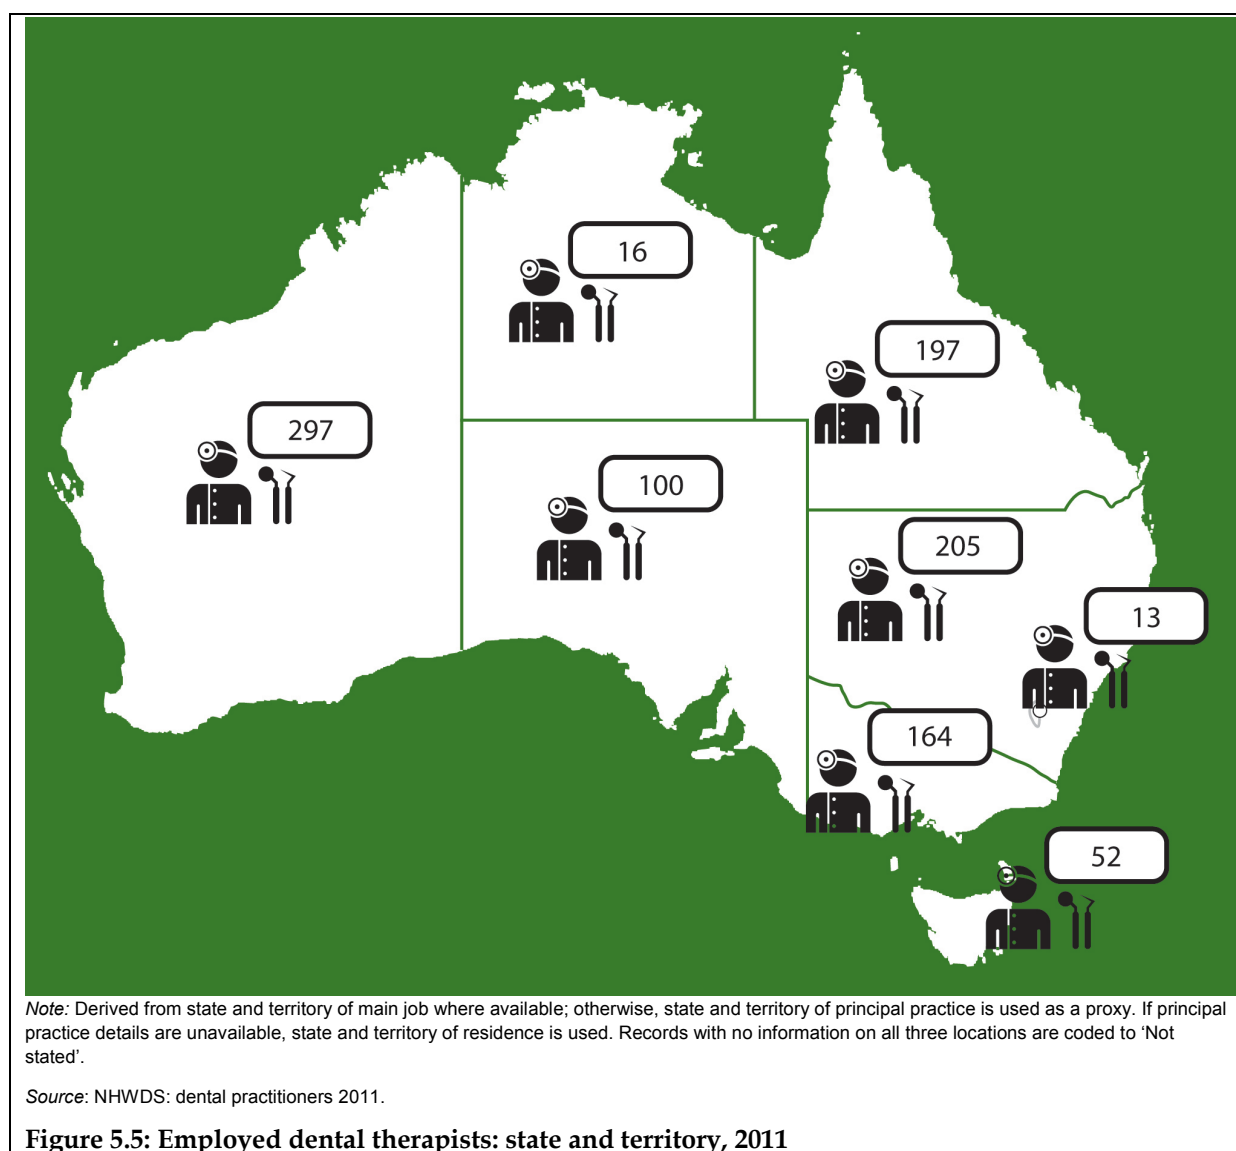 16
197
297
100
205
13
164
52
Note: Derived from state and territory of main job where available; otherwise, state and territory of principal practice is used as a proxy. If principal
practice details are unavailable, state and territory of residence is used. Records with no information on all three locations are coded to ‘Not
stated’.
Source: NHWDS: dental practitioners 2011.
Figure 5.5: Employed dental therapists: state and territory, 2011